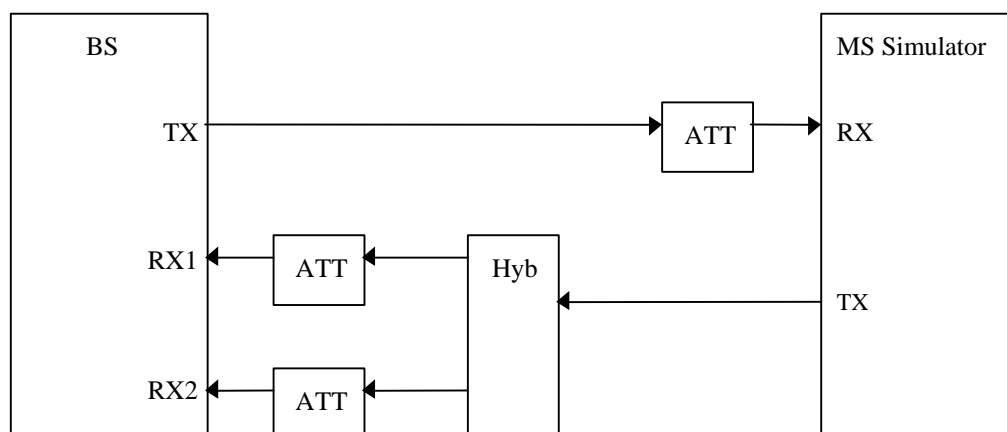 BS
MS Simulator
TX
ATT
RX
RX1
ATT
Hyb
TX
RX2
ATT